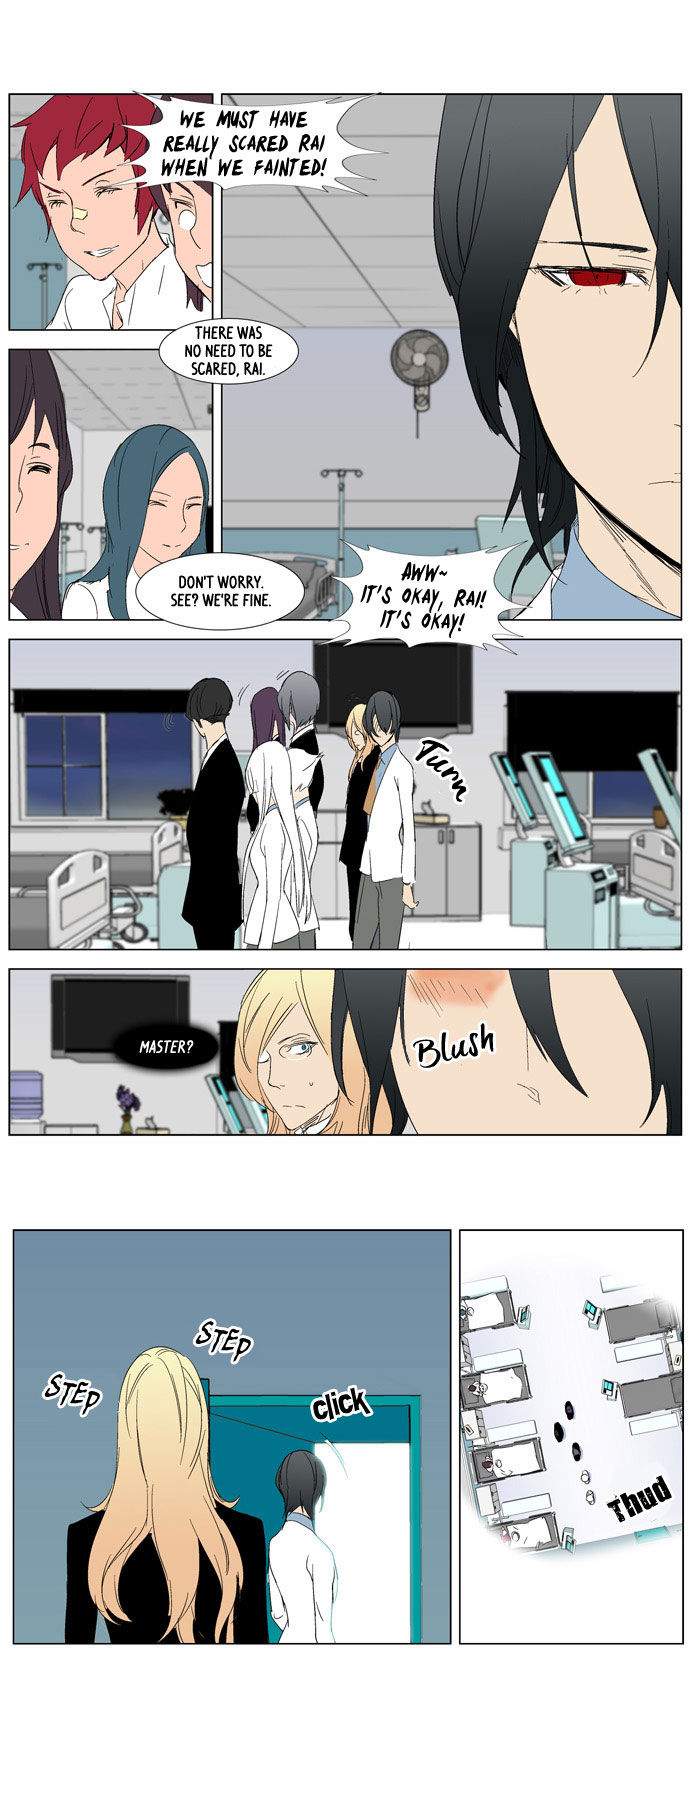 WE MUST HAVE
REALLY SCARED RAI
WHEN WE FAINTED!
THERE WAS
NO NEED TO BE
SCARED, RAI.
DON'T WORRY.
SEE? WE'RE FINE.
AWW~
IT'S OKAY, RAI!
IT'S OKAY!
Turn
MASTER?
Blush
STEP
STEP
click
Thud